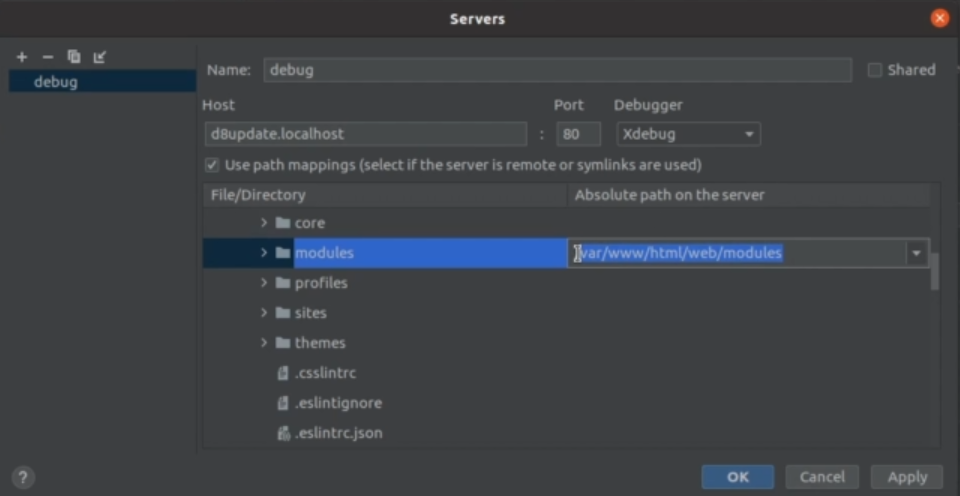 Servers
debug
Name: debug Shared
Host Port Debugger
d8update.localhost : 80 Xdebug
Use path mappings (select if the server is remote or symlinks are used)
File/Directory Absolute path on the server
core
modules /var/www/html/web/modules
profiles
sites
themes
.csslintrc
.eslintignore
.eslintrc.json
? OK Cancel Apply